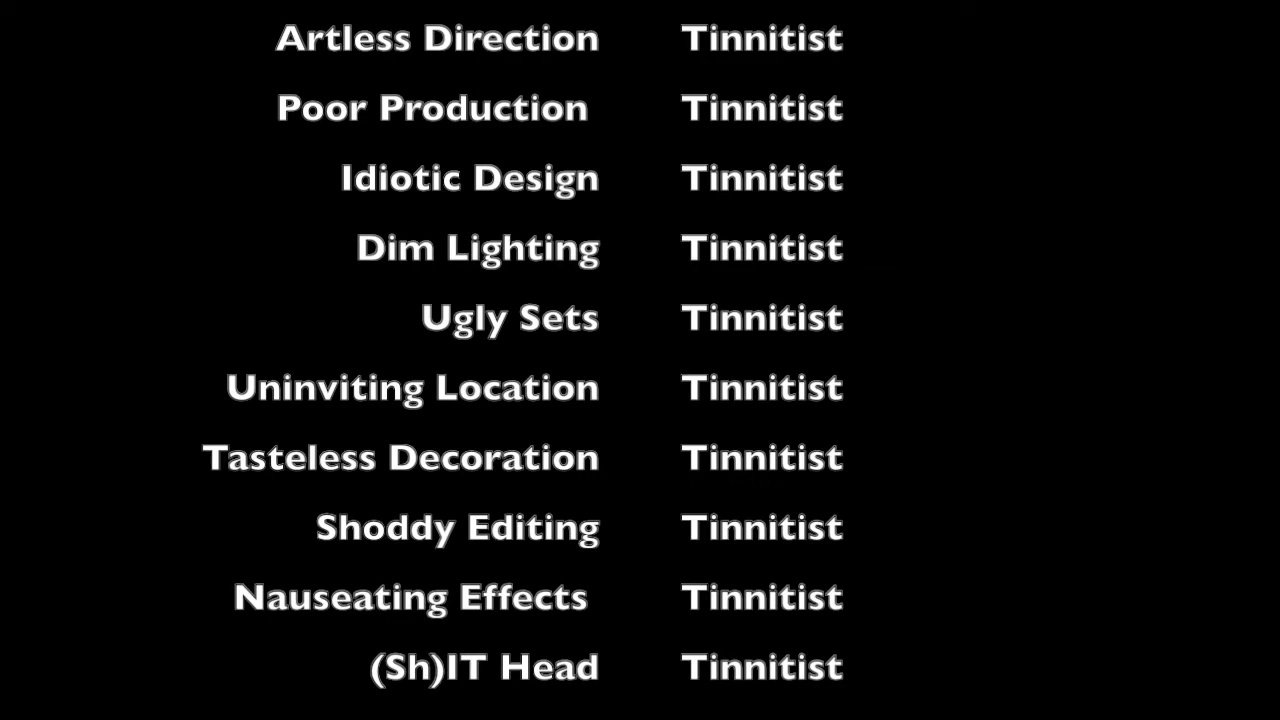 Artless Direction Tinnitist
Poor Production Tinnitist
Idiotic Design Tinnitist
Dim Lighting Tinnitist
Ugly Sets Tinnitist
Uninviting Location Tinnitist
Tasteless Decoration Tinnitist
Shoddy Editing Tinnitist
Nauseating Effects Tinnitist
(Sh)IT Head Tinnitist